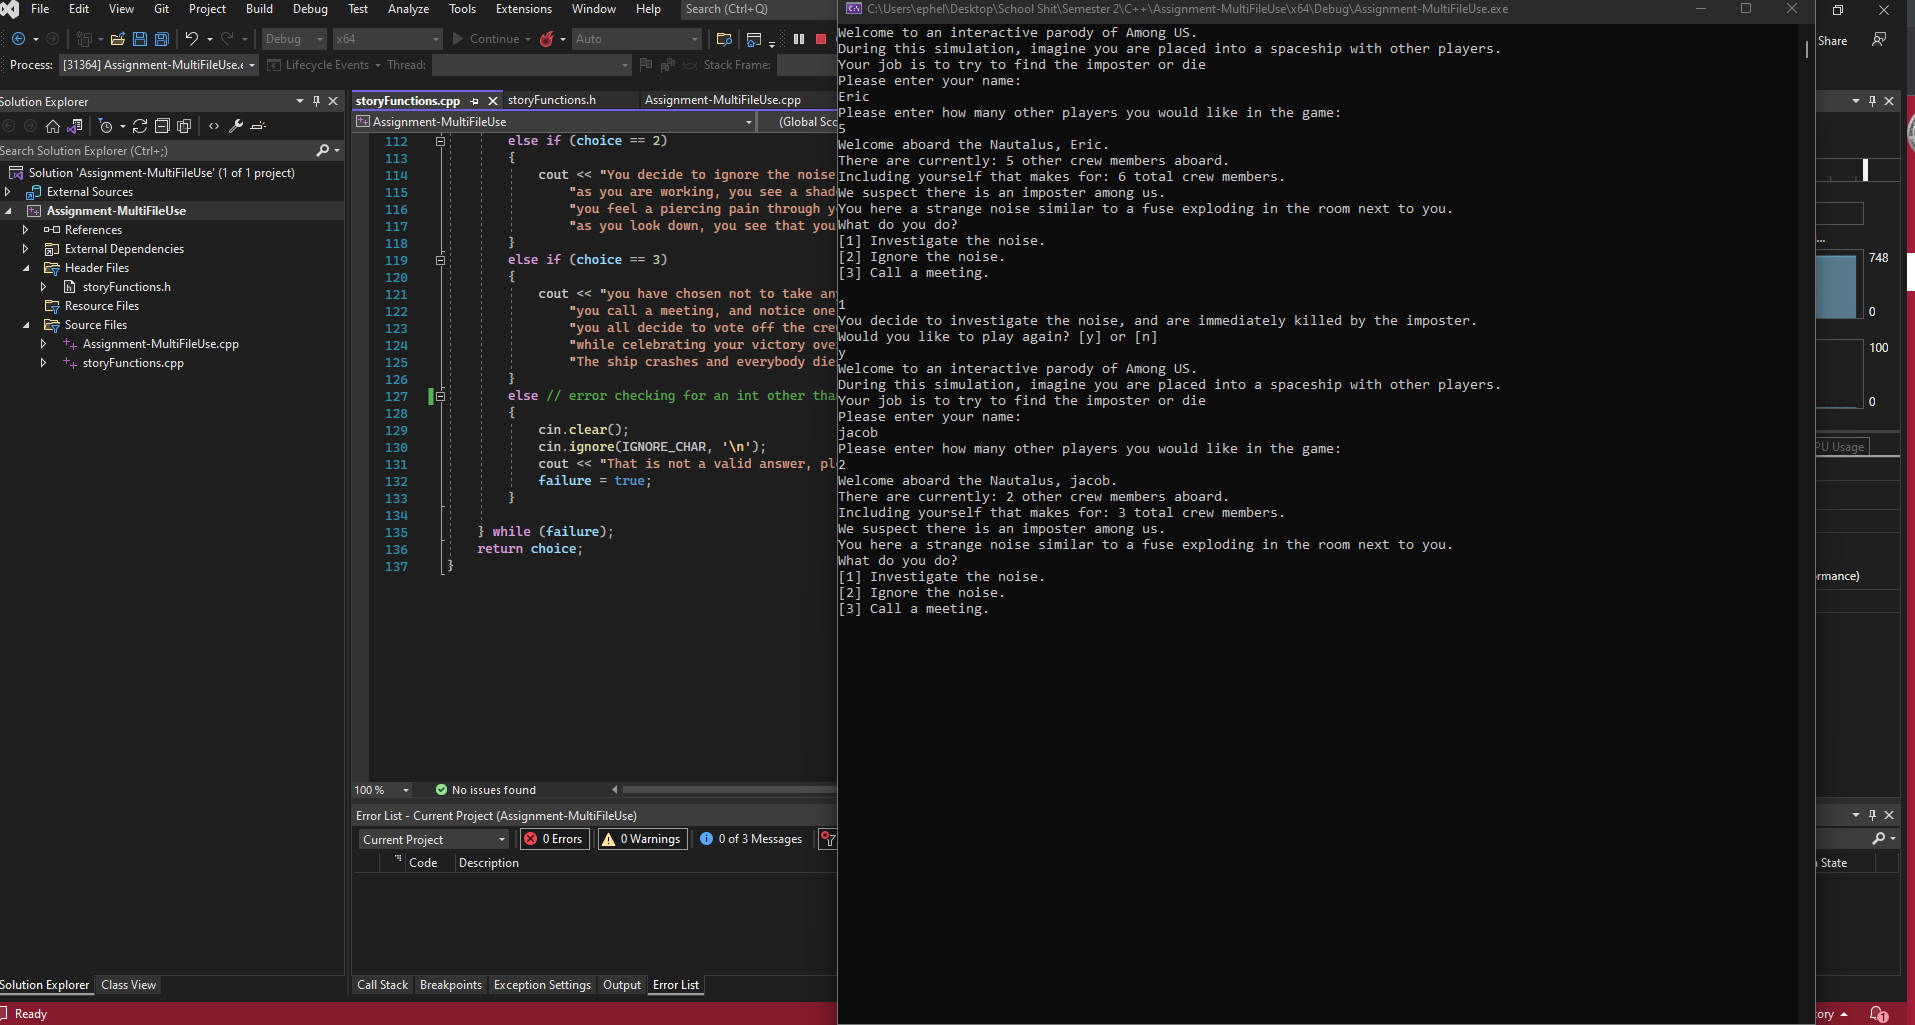 File Edit View Git Project Build Debug Test Analyze Tools Extensions Window Help Search (Ctrl+Q)
Debug x64 Continue Auto
Process: [31364] Assignment-MultiFileUse.e Lifecycle Events Thread: Stack Frame:
Solution Explorer
Search Solution Explorer (Ctrl+;)
Solution 'Assignment-MultiFileUse' (1 of 1 project)
External Sources
Assignment-MultiFileUse
References
External Dependencies
Header Files
storyFunctions.h
Resource Files
Source Files
Assignment-MultiFileUse.cpp
storyFunctions.cpp
Solution Explorer Class View
storyFunctions.cpp storyFunctions.h Assignment-MultiFileUse.cpp
Assignment-MultiFileUse (Global Sco
112 else if (choice == 2)
113 {
114 cout << "You decide to ignore the noise
115 "as you are working, you see a shad
116 "you feel a piercing pain through y
117 "as you look down, you see that you
118 }
119 else if (choice == 3)
120 {
121 cout << "you have chosen not to take an
122 "you call a meeting, and notice one
123 "you all decide to vote off the cre
124 "while celebrating your victory ove
125 "The ship crashes and everybody die
126 }
127 else // error checking for an int other tha
128 {
129 cin.clear();
130 cin.ignore(IGNORE_CHAR, '\n');
131 cout << "That is not a valid answer, pl
132 failure = true;
133 }
134
135 } while (failure);
136 return choice;
137 }
100 % No issues found
Error List - Current Project (Assignment-MultiFileUse)
Current Project 0 Errors 0 Warnings 0 of 3 Messages
Code Description
Call Stack Breakpoints Exception Settings Output Error List
Ready
C:\Users\ephel\Desktop\School Shit\Semester 2\C++\Assignment-MultiFileUse\x64\Debug\Assignment-MultiFileUse.exe
Welcome to an interactive parody of Among US.
During this simulation, imagine you are placed into a spaceship with other players.
Your job is to try to find the imposter or die
Please enter your name:
Eric
Please enter how many other players you would like in the game:
5
Welcome aboard the Nautalus, Eric.
There are currently: 5 other crew members aboard.
Including yourself that makes for: 6 total crew members.
We suspect there is an imposter among us.
You here a strange noise similar to a fuse exploding in the room next to you.
What do you do?
[1] Investigate the noise.
[2] Ignore the noise.
[3] Call a meeting.
1
You decide to investigate the noise, and are immediately killed by the imposter.
Would you like to play again? [y] or [n]
y
Welcome to an interactive parody of Among US.
During this simulation, imagine you are placed into a spaceship with other players.
Your job is to try to find the imposter or die
Please enter your name:
jacob
Please enter how many other players you would like in the game:
2
Welcome aboard the Nautalus, jacob.
There are currently: 2 other crew members aboard.
Including yourself that makes for: 3 total crew members.
We suspect there is an imposter among us.
You here a strange noise similar to a fuse exploding in the room next to you.
What do you do?
[1] Investigate the noise.
[2] Ignore the noise.
[3] Call a meeting.
Share
...
748
0
100
0
PU Usage
rmance)
State
ory 1